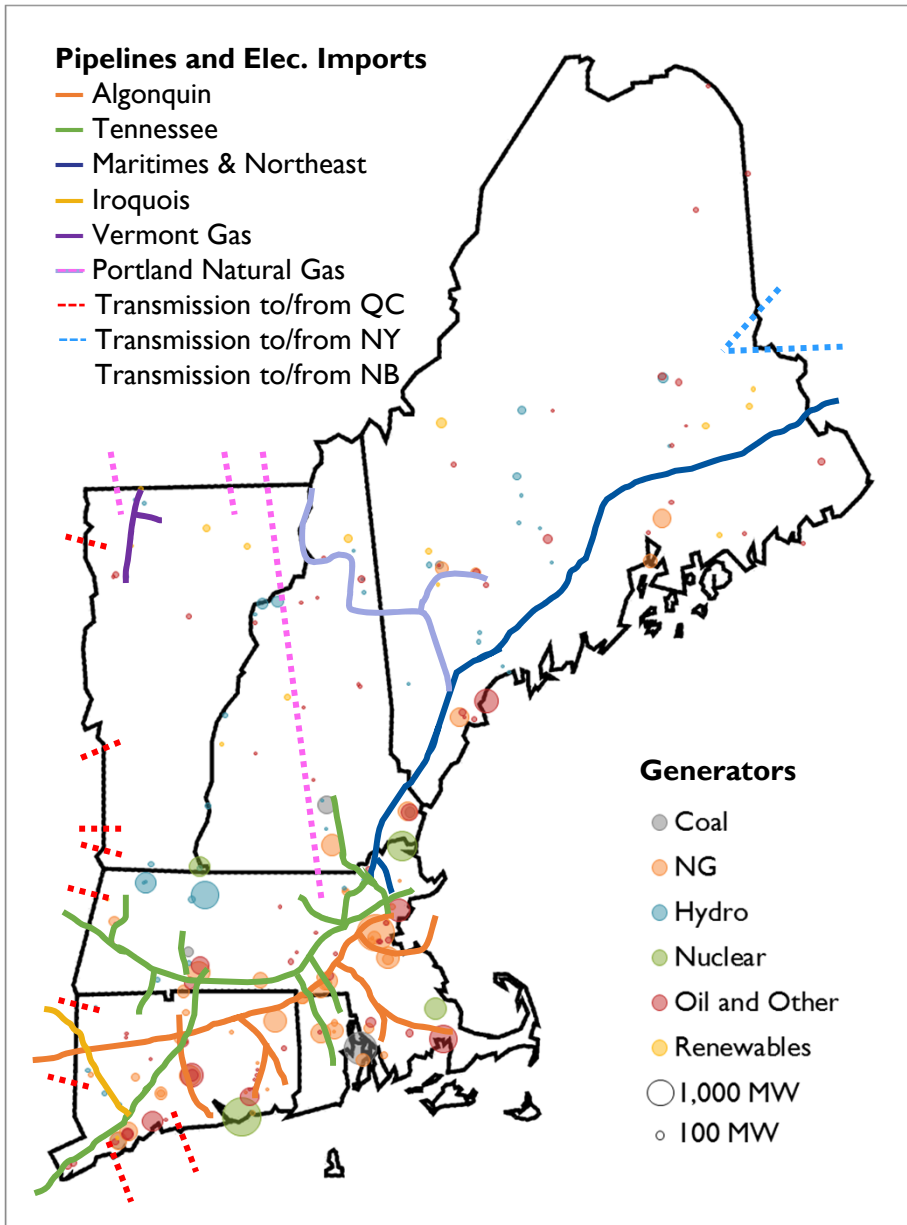 Pipelines and Elec. Imports
Algonquin
Tennessee
Maritimes & Northeast
Iroquois
Vermont Gas
Portland Natural Gas
Transmission to/from QC
Transmission to/from NY
Transmission to/from NB
Generators
Coal
NG
Hydro
Nuclear
Oil and Other
Renewables
1,000 MW
100 MW